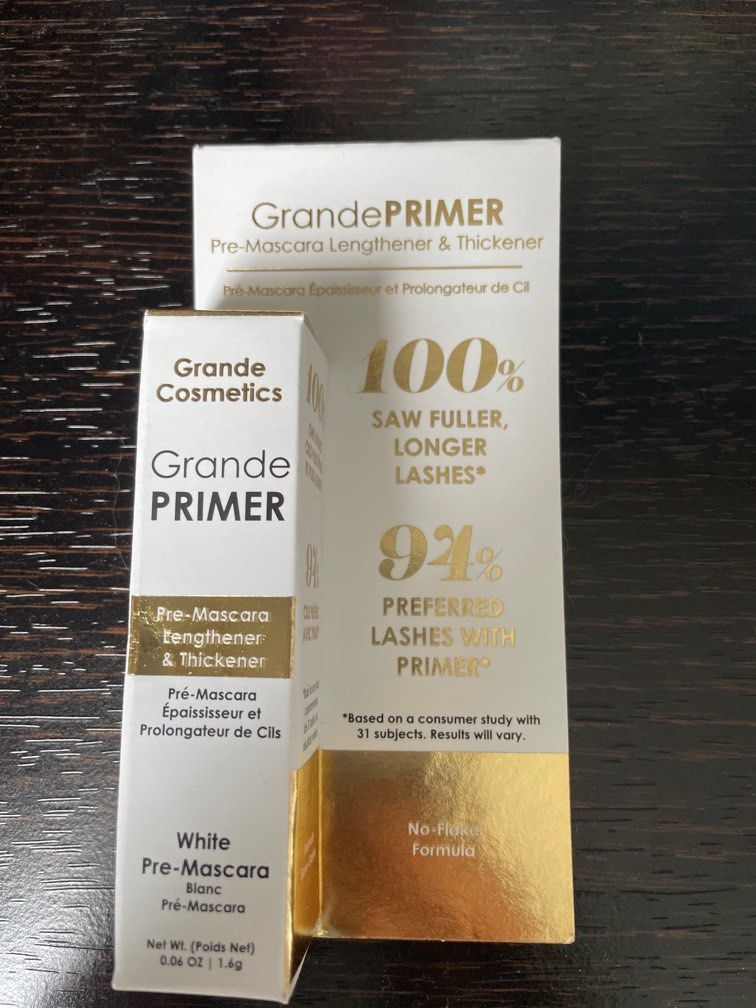 GrandePRIMER
Pre-Mascara Lengthener & Thickener
Pré-Mascara Épaississeur et Prolongateur de Cil
100%
SAW FULLER,
LONGER
LASHES*
94%
PREFERRED
LASHES WITH
PRIMER*
*Based on a consumer study with
31 subjects. Results will vary.
No-Flake
Formula
Grande
Cosmetics
Grande
PRIMER
Pre-Mascara
Lengthener
& Thickener
Pré-Mascara
Épaississeur et
Prolongateur de Cils
White
Pre-Mascara
Blanc
Pré-Mascara
Net Wt. (Poids Net)
0.06 OZ | 1.6g